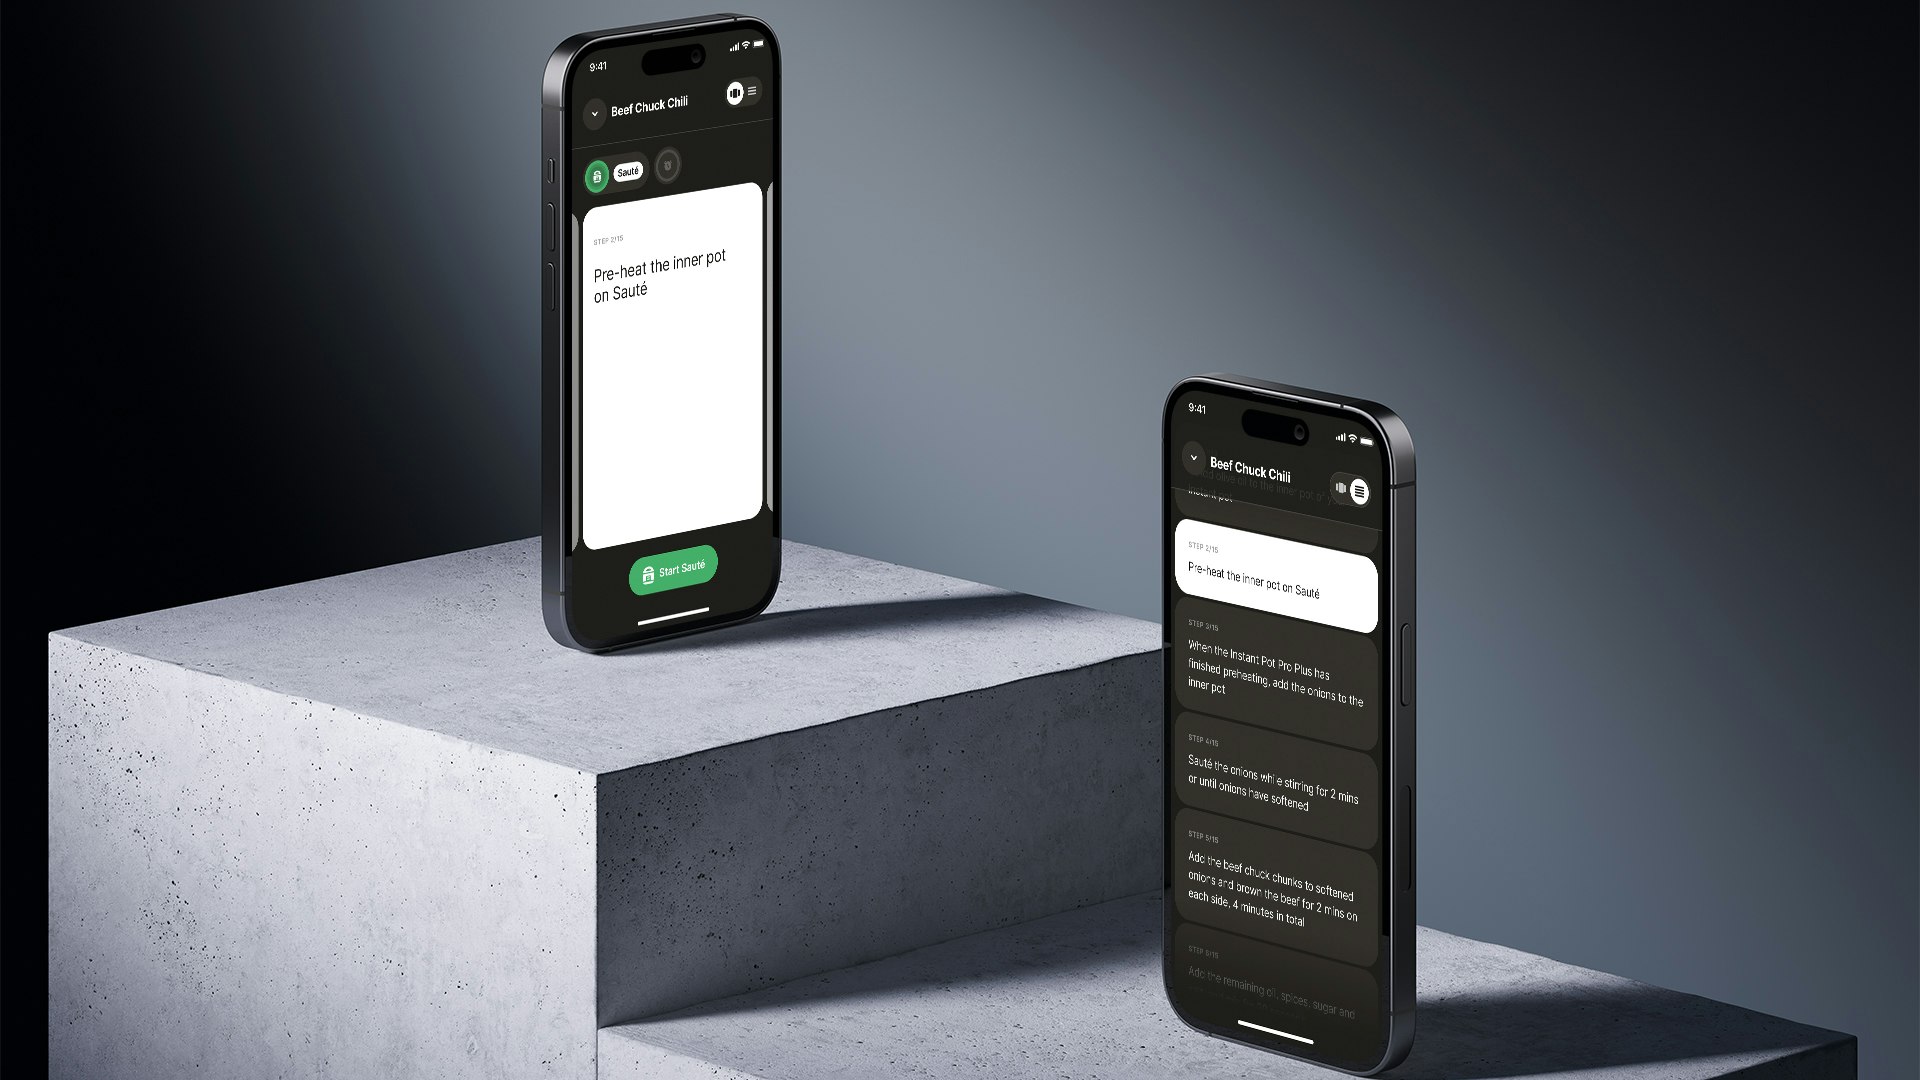 9:41
Beef Chuck Chili
Sauté
STEP 2/15
Pre-heat the inner pot
on Sauté
Start Sauté
9:41
Beef Chuck Chili
olive oil to the inner pot of
instant pot
STEP 2/15
Pre-heat the inner pot on Sauté
STEP 3/15
When the Instant Pot Pro Plus has
finished preheating, add the onions to the
inner pot
STEP 4/15
Sauté the onions while stirring for 2 mins
or until onions have softened
STEP 5/15
Add the beef chuck chunks to softened
onions and brown the beef for 2 mins on
each side, 4 minutes in total
STEP 6/15
Add the remaining oil, spices, sugar and